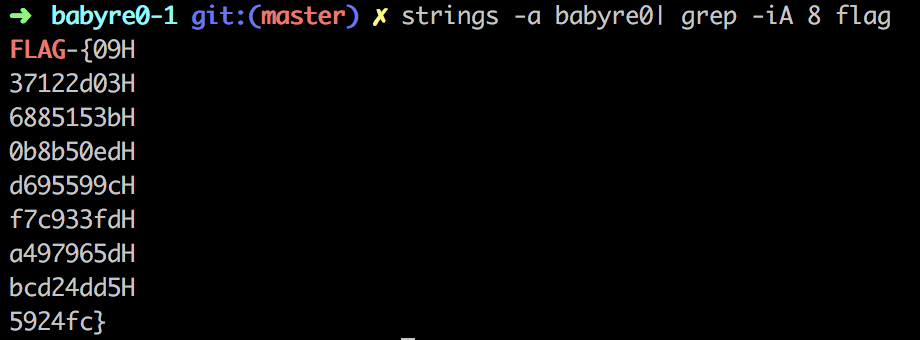 ➜ babyre0-1 git:(master) ✗ strings -a babyre0| grep -iA 8 flag
FLAG-{09H
37122d03H
6885153bH
0b8b50edH
d695599cH
f7c933fdH
a497965dH
bcd24dd5H
5924fc}